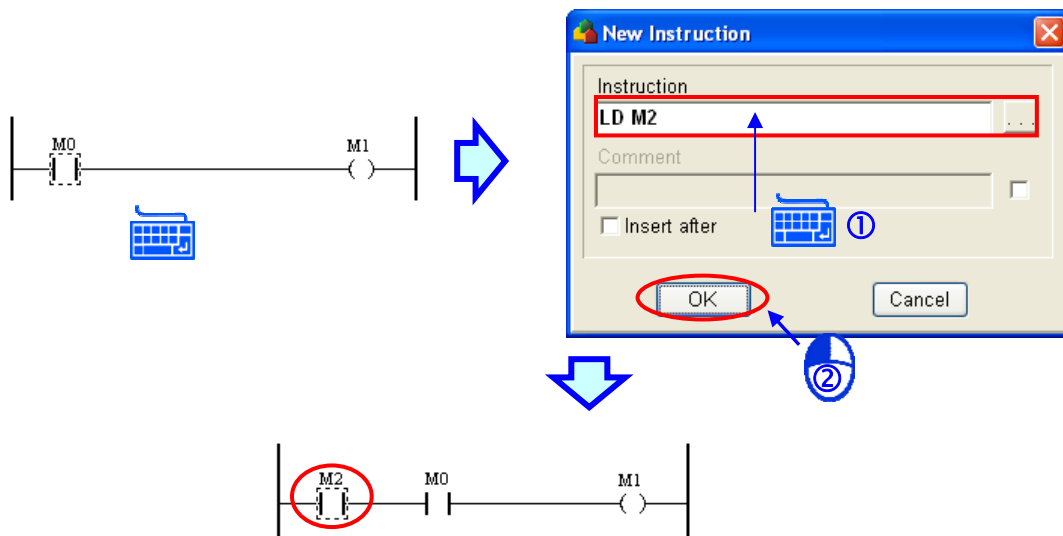 New Instruction
Instruction
LD M2
...
Comment
Insert after
①
OK
Cancel
②
M0
M1
M2
M0
M1